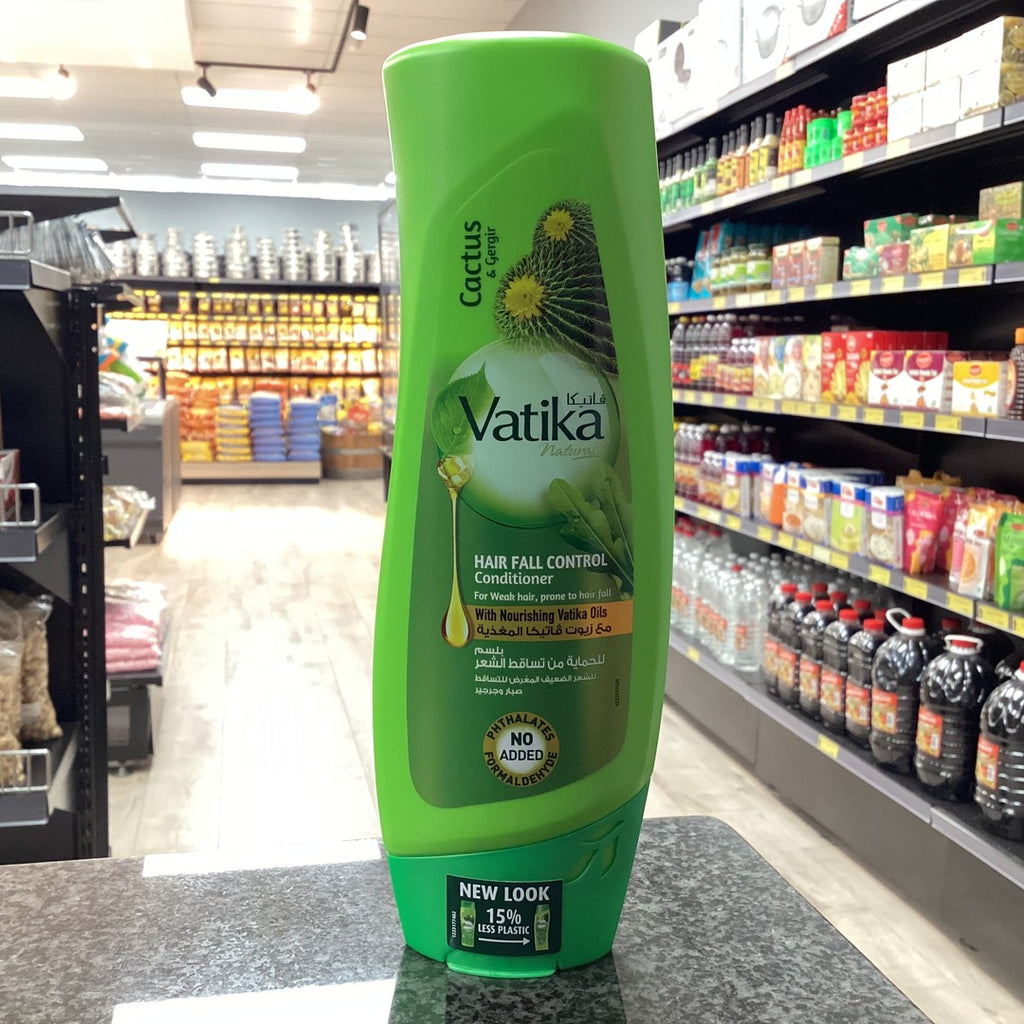 Cactus
& Gergir
فاتيكا
Vatika
Natural
HAIR FALL CONTROL
Conditioner
For Weak hair, prone to hair fall
With Nourishing Vatika Oils
مع زيوت ڤاتيكا المغذية
بلسم
للحماية من تساقط الشعر
للشعر الضعيف المعرض للتساقط
صبار وجرجير
PHTHALATES
NO
ADDED
FORMALDEHYDE
NEW LOOK
15%
LESS PLASTIC